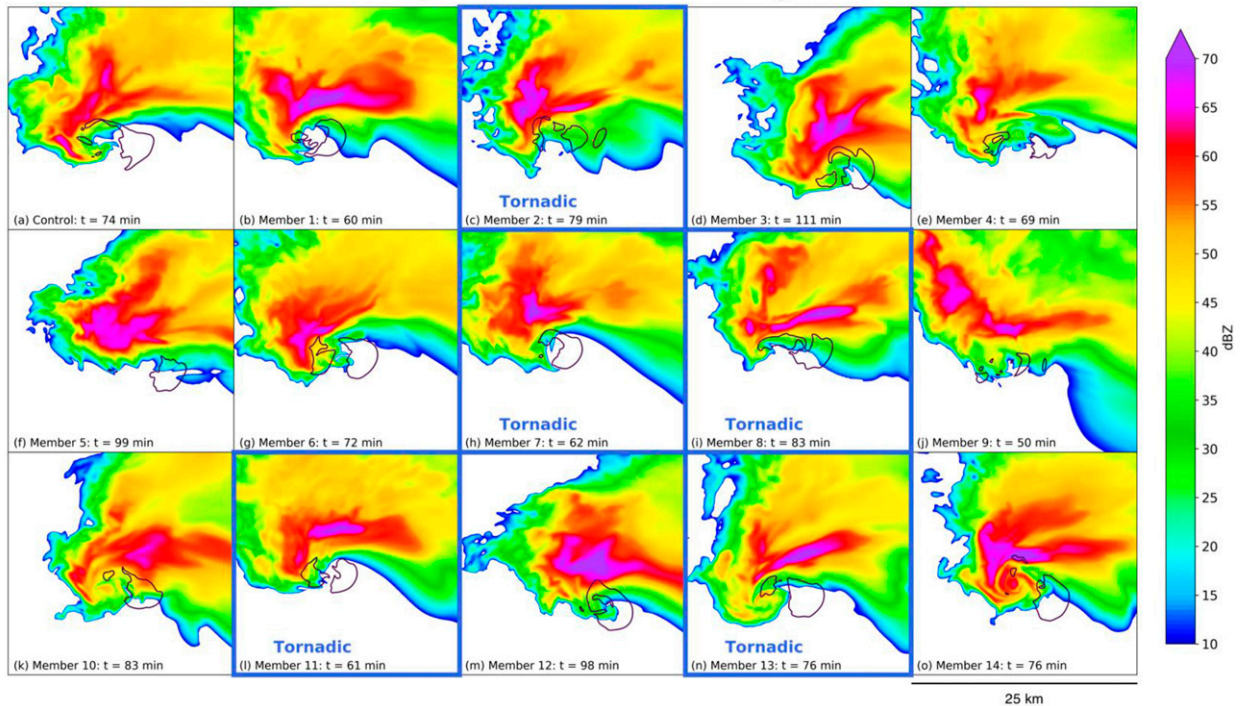 (a) Control: t = 74 min
(b) Member 1: t = 60 min
Tornadic
(c) Member 2: t = 79 min
(d) Member 3: t = 111 min
(e) Member 4: t = 69 min
(f) Member 5: t = 99 min
(g) Member 6: t = 72 min
Tornadic
(h) Member 7: t = 62 min
Tornadic
(i) Member 8: t = 83 min
(j) Member 9: t = 50 min
(k) Member 10: t = 83 min
Tornadic
(l) Member 11: t = 61 min
(m) Member 12: t = 98 min
Tornadic
(n) Member 13: t = 76 min
(o) Member 14: t = 76 min
25 km
70
65
60
55
50
45
40
35
30
25
20
15
10
dBZ